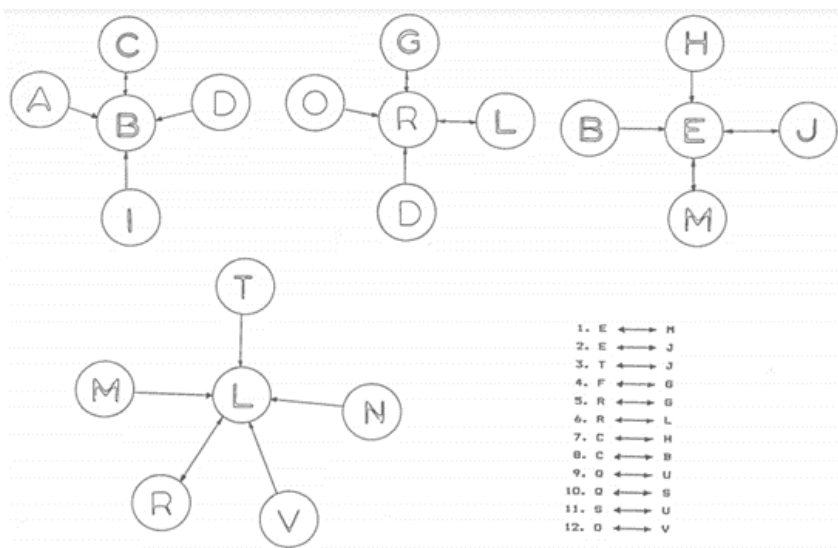 C
A
B
D
I
G
O
R
L
D
H
B
E
J
M
T
M
L
N
R
V
1. E ⟷ M
2. E ⟷ J
3. T ⟷ J
4. F ⟷ G
5. R ⟷ G
6. R ⟷ L
7. C ⟷ H
8. C ⟷ B
9. Q ⟷ U
10. Q ⟷ S
11. S ⟷ U
12. O ⟷ V